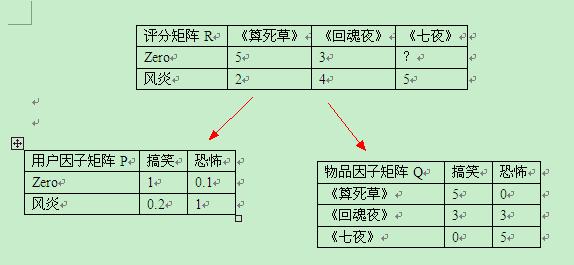 评分矩阵 R 《算死草》 《回魂夜》 《七夜》
Zero 5 3 ？
风炎 2 4 5
用户因子矩阵 P 搞笑 恐怖
Zero 1 0.1
风炎 0.2 1
物品因子矩阵 Q 搞笑 恐怖
《算死草》 5 0
《回魂夜》 3 3
《七夜》 0 5